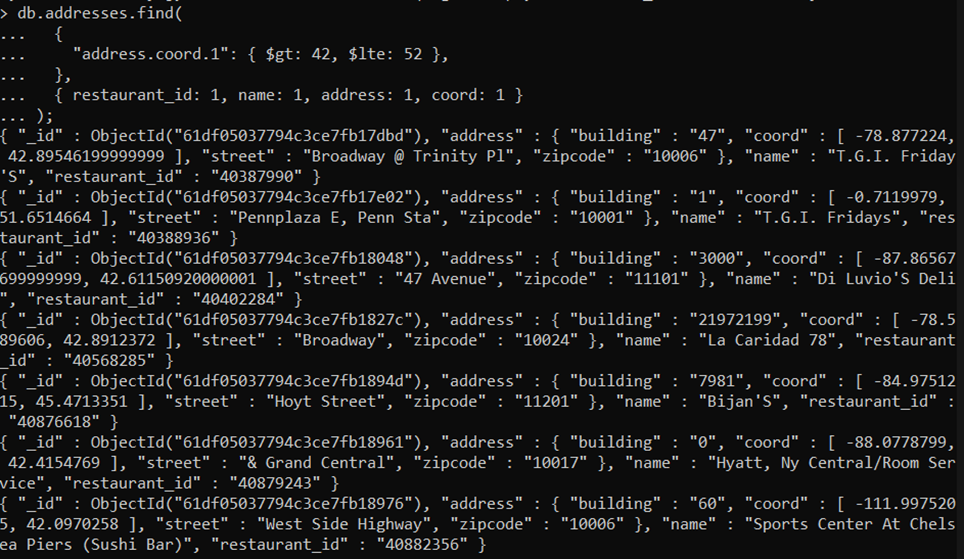 > db.addresses.find(
...   {
...     "address.coord.1": { $gt: 42, $lte: 52 },
...   },
...   { restaurant_id: 1, name: 1, address: 1, coord: 1 }
... );
{ "_id" : ObjectId("61df05037794c3ce7fb17dbd"), "address" : { "building" : "47", "coord" : [ -78.877224,
 42.89546199999999 ], "street" : "Broadway @ Trinity Pl", "zipcode" : "10006" }, "name" : "T.G.I. Friday
'S", "restaurant_id" : "40387990" }
{ "_id" : ObjectId("61df05037794c3ce7fb17e02"), "address" : { "building" : "1", "coord" : [ -0.7119979,
51.6514664 ], "street" : "Pennplaza E, Penn Sta", "zipcode" : "10001" }, "name" : "T.G.I. Fridays", "res
taurant_id" : "40388936" }
{ "_id" : ObjectId("61df05037794c3ce7fb18048"), "address" : { "building" : "3000", "coord" : [ -87.86567
699999999, 42.61150920000001 ], "street" : "47 Avenue", "zipcode" : "11101" }, "name" : "Di Luvio'S Deli
", "restaurant_id" : "40402284" }
{ "_id" : ObjectId("61df05037794c3ce7fb1827c"), "address" : { "building" : "21972199", "coord" : [ -78.5
89606, 42.8912372 ], "street" : "Broadway", "zipcode" : "10024" }, "name" : "La Caridad 78", "restaurant
_id" : "40568285" }
{ "_id" : ObjectId("61df05037794c3ce7fb1894d"), "address" : { "building" : "7981", "coord" : [ -84.97512
15, 45.4713351 ], "street" : "Hoyt Street", "zipcode" : "11201" }, "name" : "Bijan'S", "restaurant_id" :
 "40876618" }
{ "_id" : ObjectId("61df05037794c3ce7fb18961"), "address" : { "building" : "0", "coord" : [ -88.0778799,
 42.4154769 ], "street" : "& Grand Central", "zipcode" : "10017" }, "name" : "Hyatt, Ny Central/Room Ser
vice", "restaurant_id" : "40879243" }
{ "_id" : ObjectId("61df05037794c3ce7fb18976"), "address" : { "building" : "60", "coord" : [ -111.997520
5, 42.0970258 ], "street" : "West Side Highway", "zipcode" : "10006" }, "name" : "Sports Center At Chels
ea Piers (Sushi Bar)", "restaurant_id" : "40882356" }